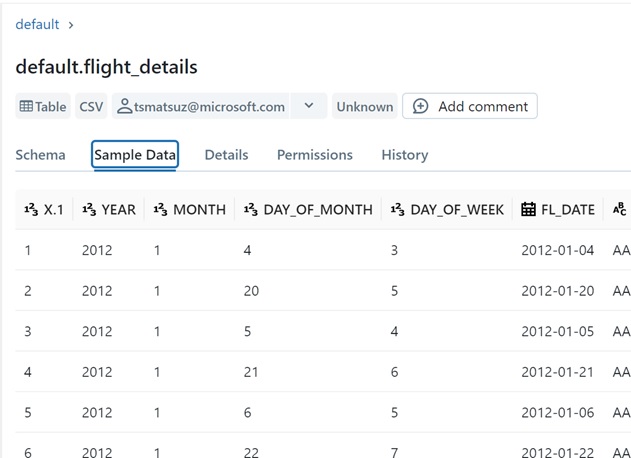 default ›
default.flight_details
Table CSV tsmatsuz@microsoft.com Unknown Add comment
Schema Sample Data Details Permissions History
123 X.1 123 YEAR 123 MONTH 123 DAY_OF_MONTH 123 DAY_OF_WEEK FL_DATE ABC
1 2012 1 4 3 2012-01-04 AA
2 2012 1 20 5 2012-01-20 AA
3 2012 1 5 4 2012-01-05 AA
4 2012 1 21 6 2012-01-21 AA
5 2012 1 6 5 2012-01-06 AA
6 2012 1 22 7 2012-01-22 AA